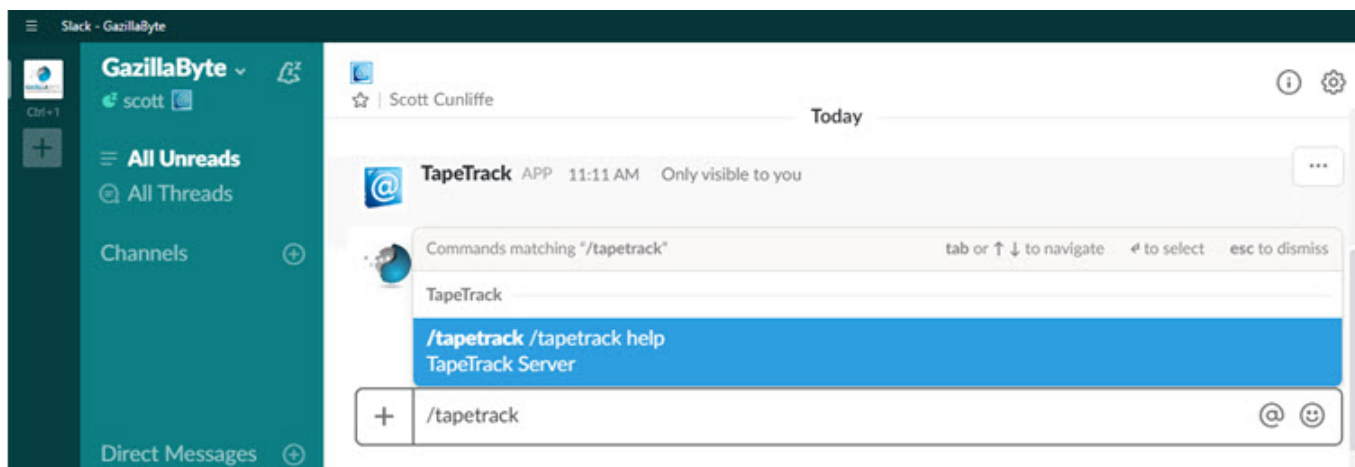 Slack - GazillaByte
GazillaByte
scott
Ctrl+1
All Unreads
All Threads
Channels
Direct Messages
Scott Cunliffe
Today
TapeTrack APP 11:11 AM Only visible to you
Commands matching "/tapetrack" tab or ↑ ↓ to navigate ↵ to select esc to dismiss
TapeTrack
/tapetrack /tapetrack help
TapeTrack Server
/tapetrack